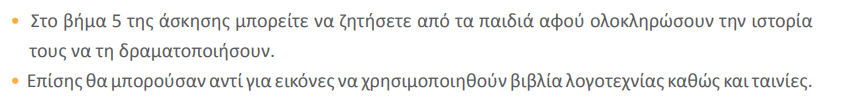 • Στο βήμα 5 της άσκησης μπορείτε να ζητήσετε από τα παιδιά αφού ολοκληρώσουν την ιστορία
τους να τη δραματοποιήσουν.
• Επίσης θα μπορούσαν αντί για εικόνες να χρησιμοποιηθούν βιβλία λογοτεχνίας καθώς και ταινίες.